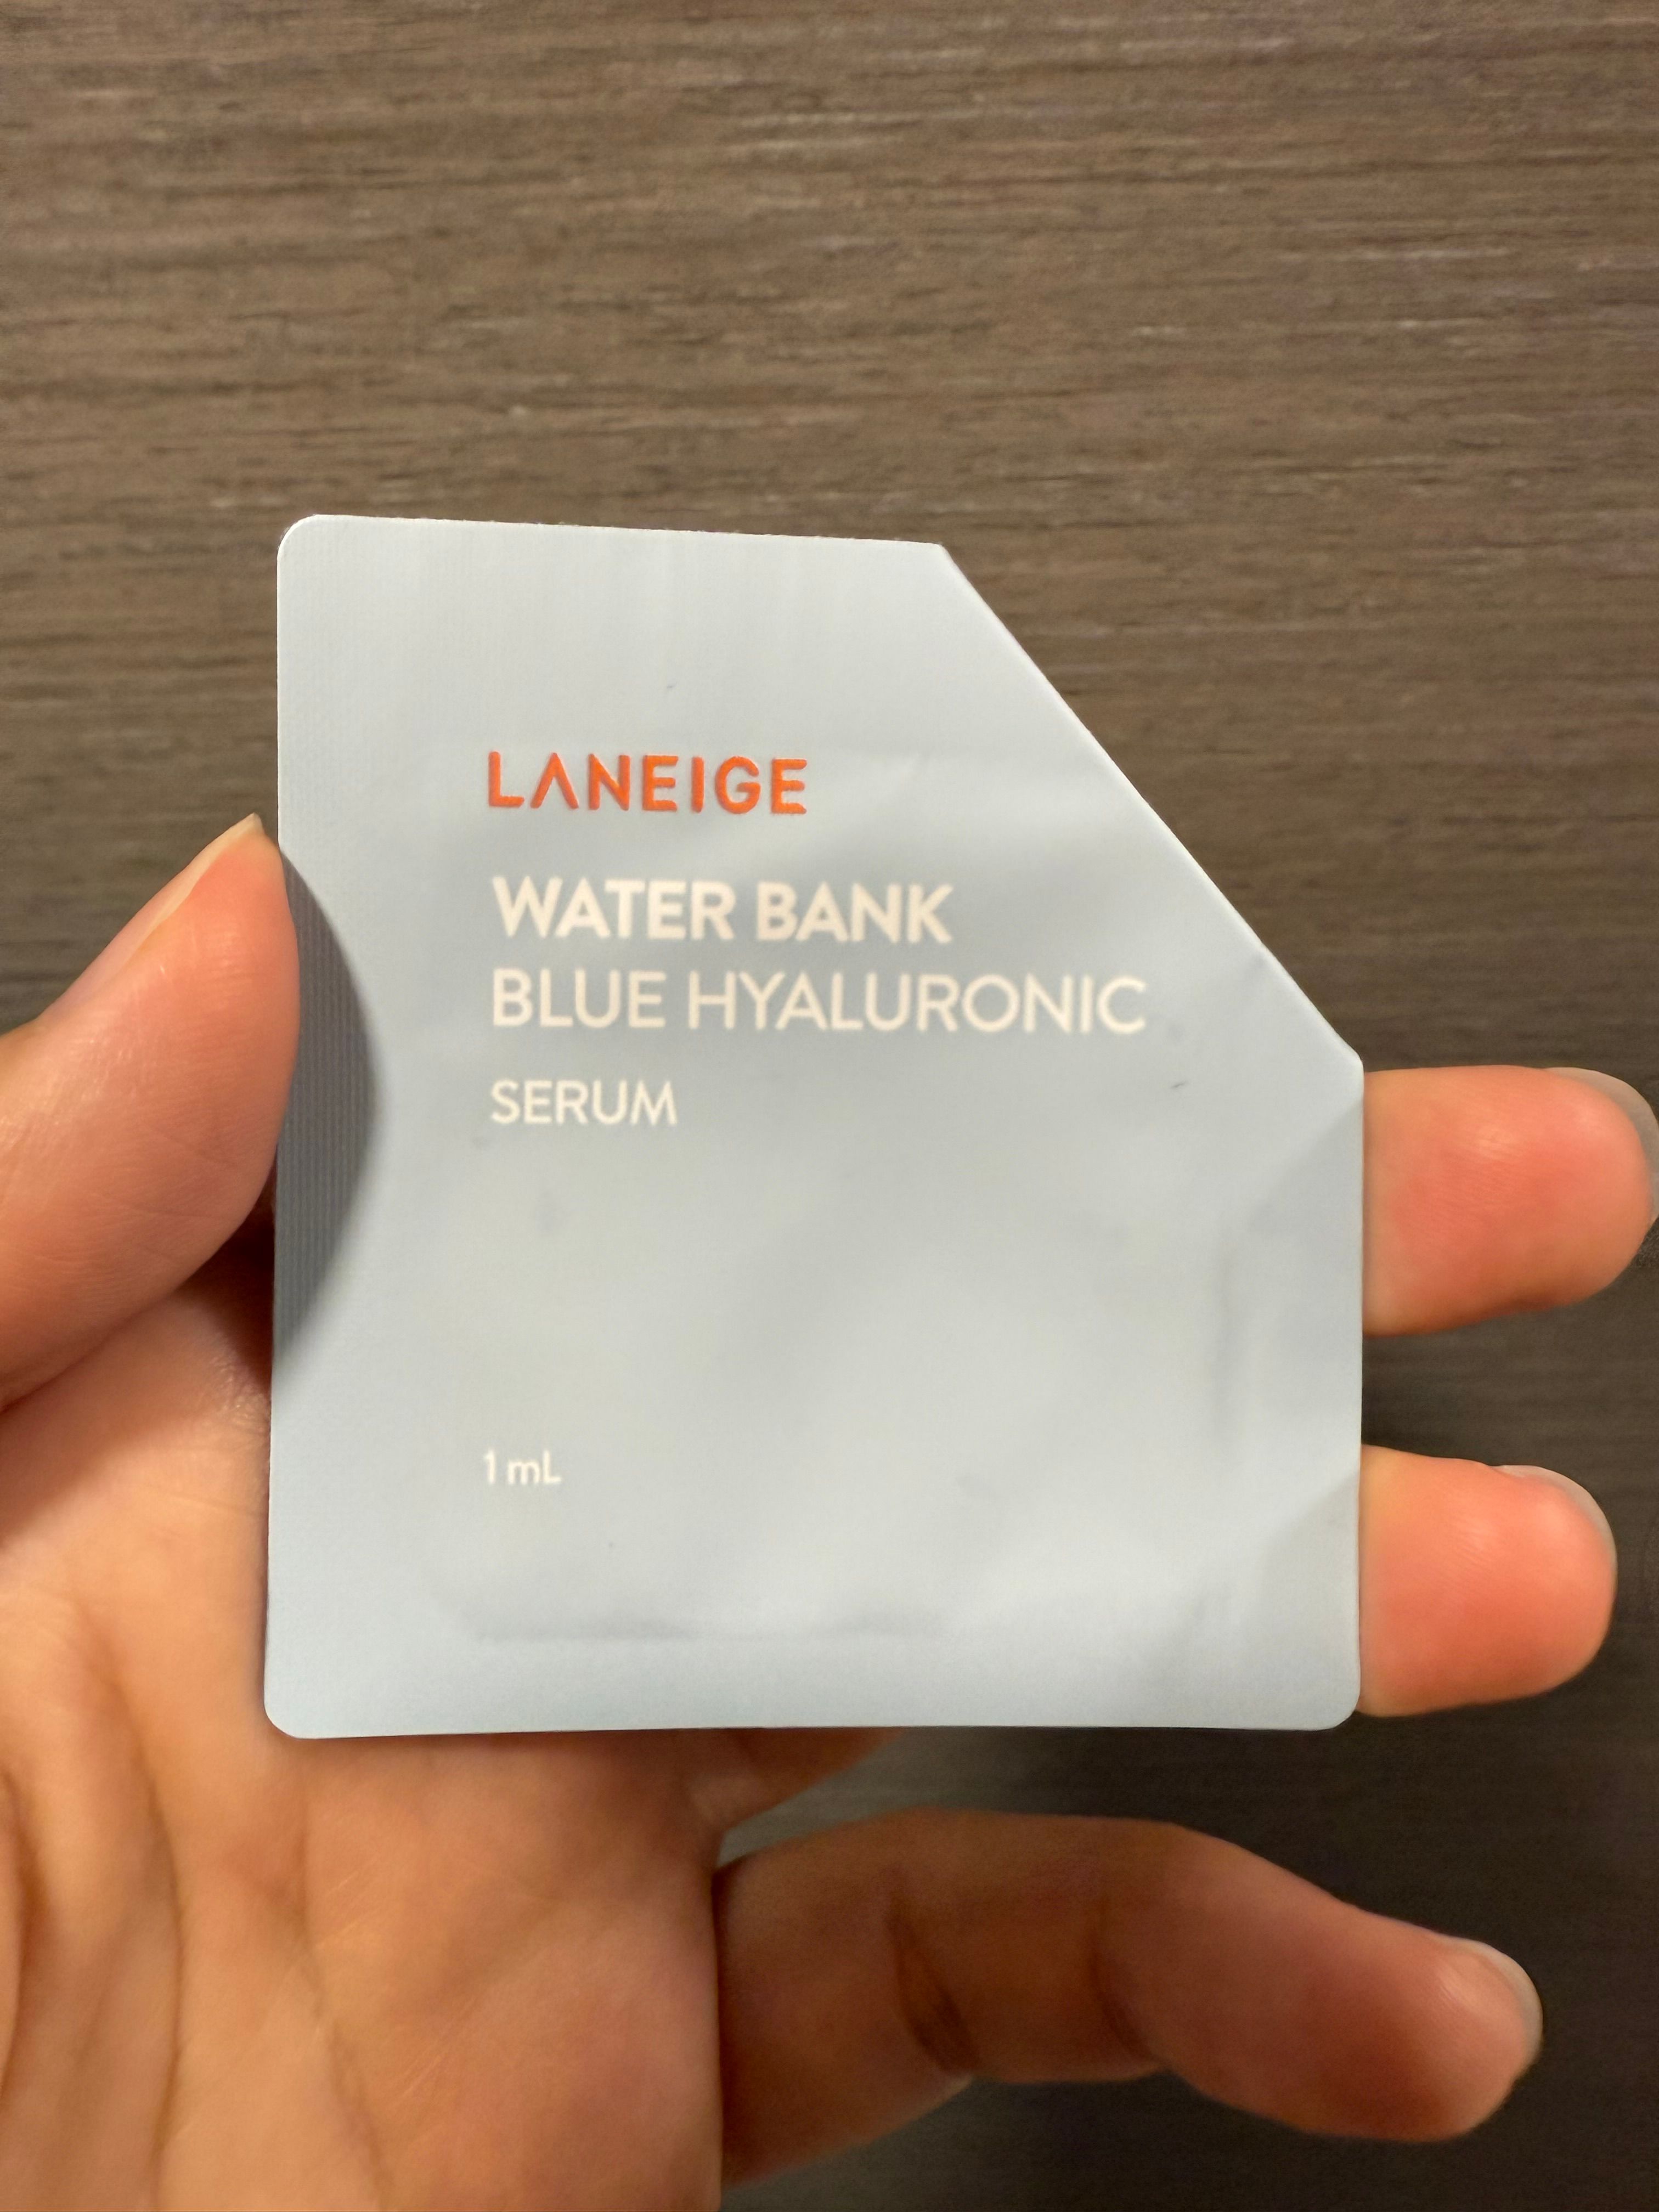 LANEIGE
WATER BANK
BLUE HYALURONIC
SERUM
1 mL